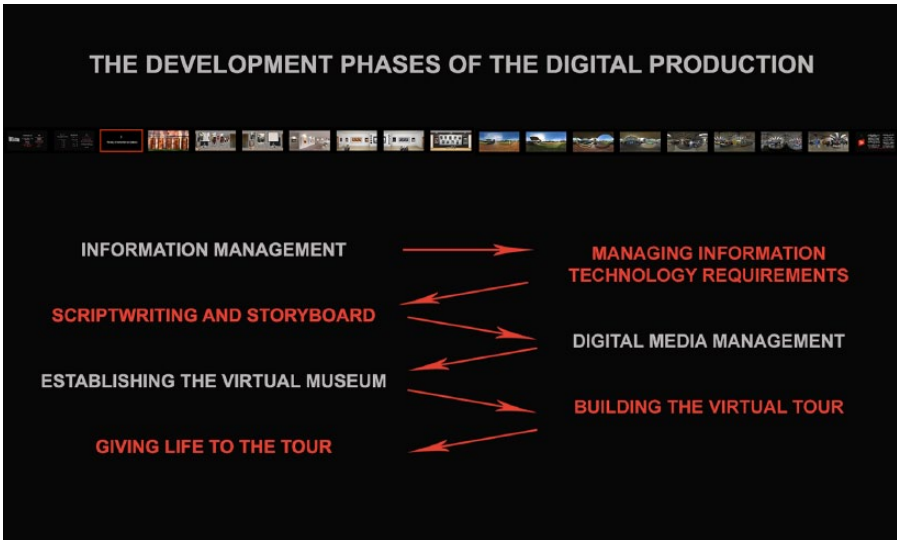 THE DEVELOPMENT PHASES OF THE DIGITAL PRODUCTION
INFORMATION MANAGEMENT
MANAGING INFORMATION
TECHNOLOGY REQUIREMENTS
SCRIPTWRITING AND STORYBOARD
DIGITAL MEDIA MANAGEMENT
ESTABLISHING THE VIRTUAL MUSEUM
BUILDING THE VIRTUAL TOUR
GIVING LIFE TO THE TOUR